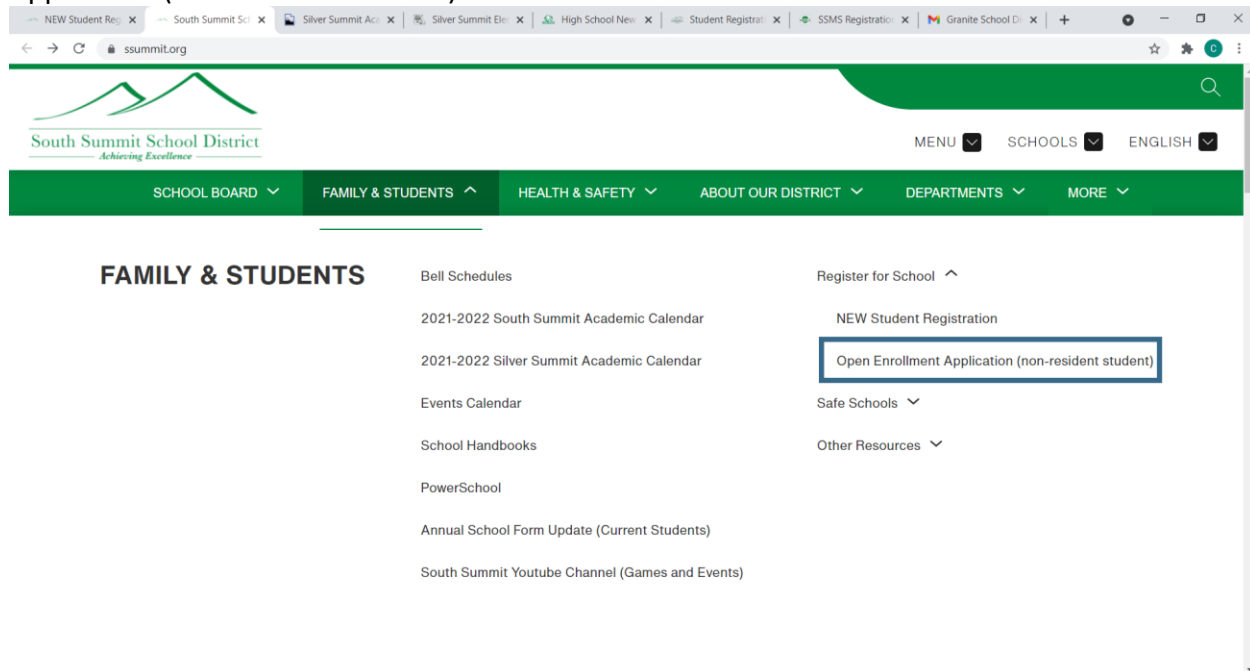 NEW Student Reg
South Summit Sch
Silver Summit Aca
Silver Summit Ele
High School New
Student Registrati
SSMS Registration
Granite School Di
ssummit.org
C
South Summit School District
Achieving Excellence
MENU
SCHOOLS
ENGLISH
SCHOOL BOARD
FAMILY & STUDENTS
HEALTH & SAFETY
ABOUT OUR DISTRICT
DEPARTMENTS
MORE
FAMILY & STUDENTS
Bell Schedules
2021-2022 South Summit Academic Calendar
2021-2022 Silver Summit Academic Calendar
Events Calendar
School Handbooks
PowerSchool
Annual School Form Update (Current Students)
South Summit Youtube Channel (Games and Events)
Register for School
NEW Student Registration
Open Enrollment Application (non-resident student)
Safe Schools
Other Resources